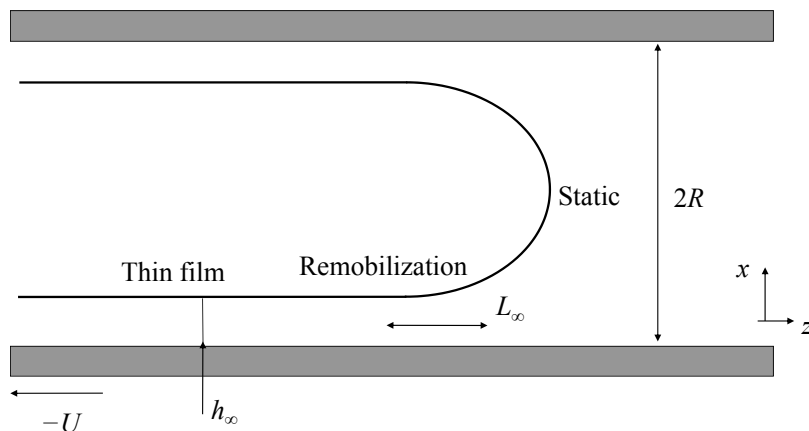 Static
2R
Thin film
Remobilization
x
L∞
z
−U
h∞